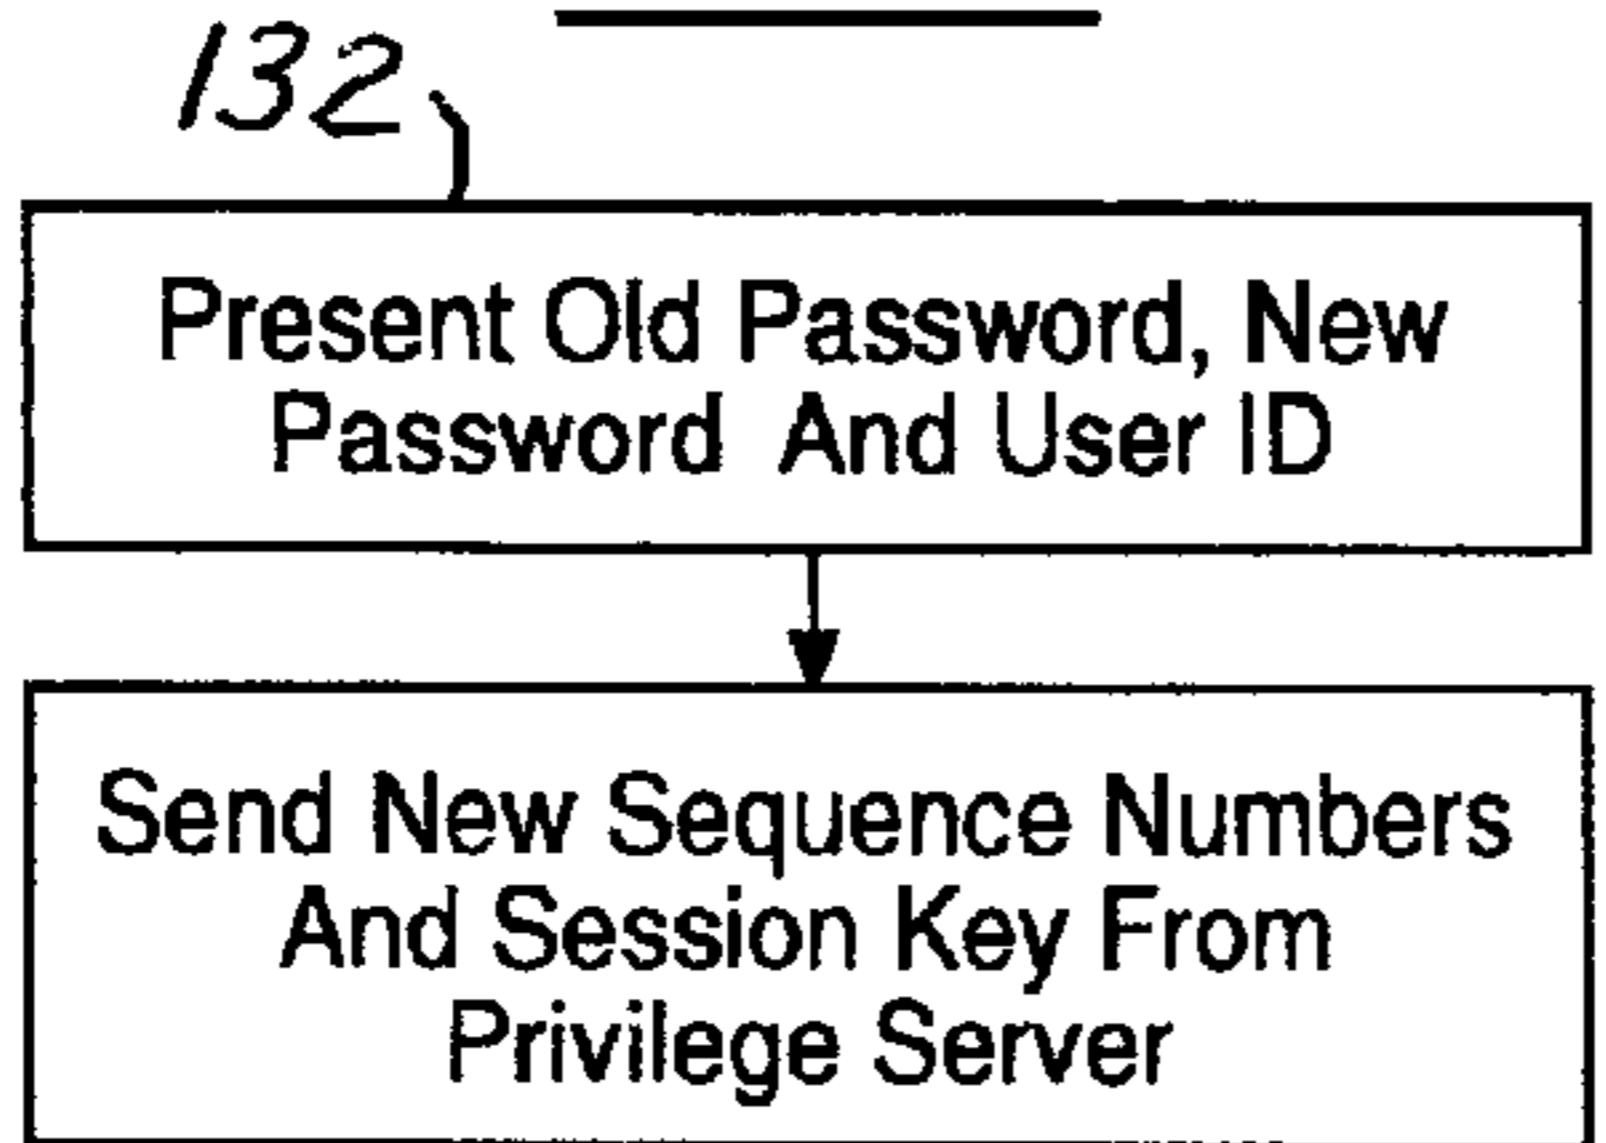 132
Present Old Password, New
Password And User ID
Send New Sequence Numbers
And Session Key From
Privilege Server